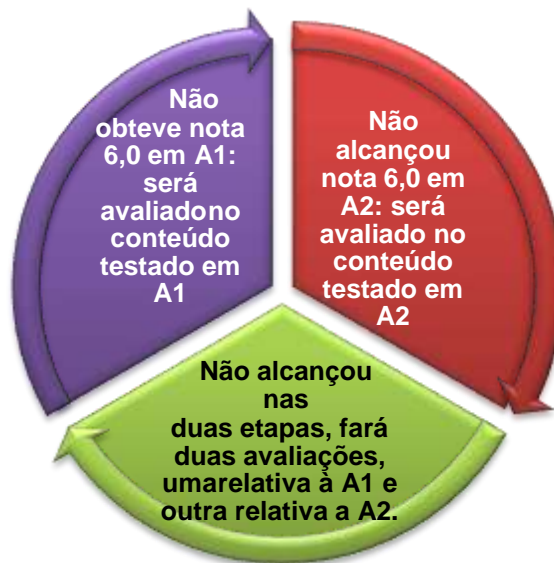 Não
obteve nota
6,0 em A1:
será
avaliadono
conteúdo
testado em
A1
Não
alcançou
nota 6,0 em
A2: será
avaliado no
conteúdo
testado em
A2
Não alcançou
nas
duas etapas, fará
duas avaliações,
umarelativa à A1 e
outra relativa a A2.